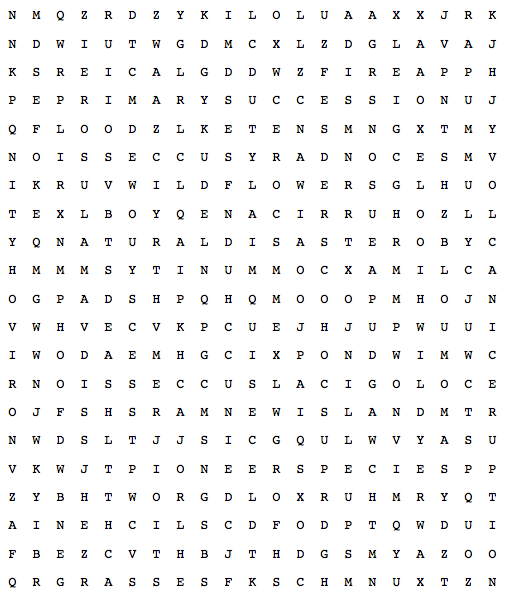 N M Q Z R D Z Y K I L O L U A A X X J R K
N D W I U T W G D M C X L Z D G L A V A J
K S R E I C A L G D D W Z F I R E A P P H
P E P R I M A R Y S U C C E S S I O N U J
Q F L O O D Z L K E T E N S M N G X T M Y
N O I S S E C C U S Y R A D N O C E S M V
I K R U V W I L D F L O W E R S G L H U O
T E X L B O Y Q E N A C I R R U H O Z L L
Y Q N A T U R A L D I S A S T E R O B Y C
H M M M S Y T I N U M M O C X A M I L C A
O G P A D S H P Q H Q M O O O P M H O J N
V W H V E C V K P C U E J H J U P W U U I
I W O D A E M H G C I X P O N D W I M W C
R N O I S S E C C U S L A C I G O L O C E
O J F S H S R A M N E W I S L A N D M T R
N W D S L T J J S I C G Q U L W V Y A S U
V K W J T P I O N E E R S P E C I E S P P
Z Y B H T W O R G D L O X R U H M R Y Q T
A I N E H C I L S C D F O D P T Q W D U I
F B E Z C V T H B J T H D G S M Y A Z O O
Q R G R A S S E S F K S C H M N U X T Z N